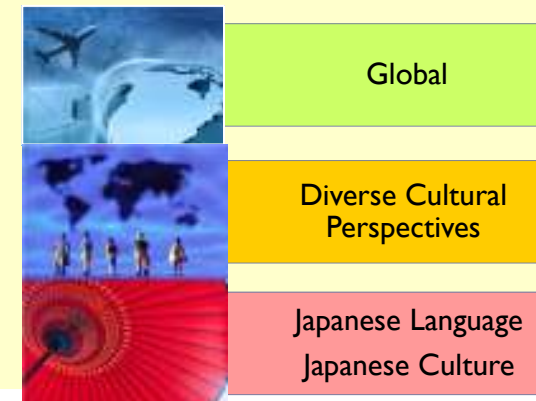 Global
Diverse Cultural
Perspectives
Japanese Language
Japanese Culture